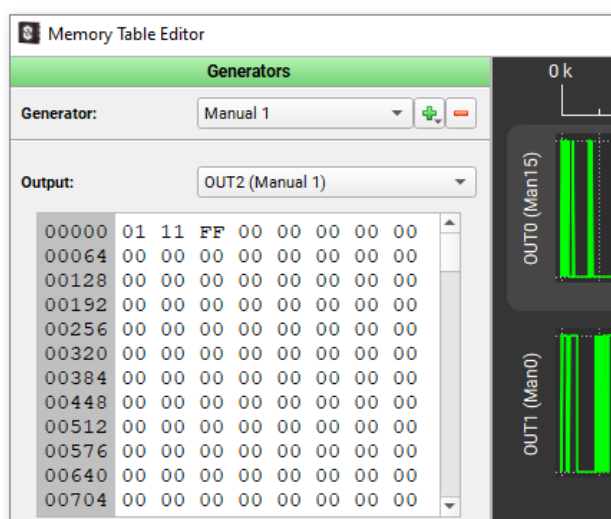 Memory Table Editor
Generators
0 k
Generator:
Manual 1
Output:
OUT2 (Manual 1)
00000 01 11 FF 00 00 00 00 00
00064 00 00 00 00 00 00 00 00
00128 00 00 00 00 00 00 00 00
00192 00 00 00 00 00 00 00 00
00256 00 00 00 00 00 00 00 00
00320 00 00 00 00 00 00 00 00
00384 00 00 00 00 00 00 00 00
00448 00 00 00 00 00 00 00 00
00512 00 00 00 00 00 00 00 00
00576 00 00 00 00 00 00 00 00
00640 00 00 00 00 00 00 00 00
00704 00 00 00 00 00 00 00 00
OUT0 (Man15)
OUT1 (Man0)